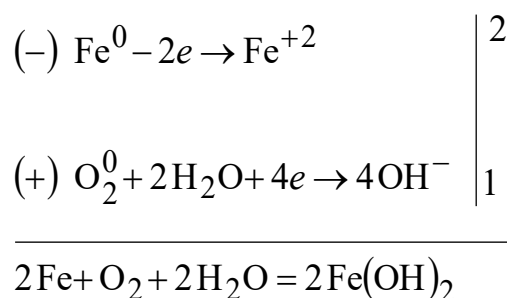 (−) Fe⁰ − 2e → Fe⁺² | 2
(+) O₂⁰ + 2H₂O + 4e → 4OH⁻ | 1
2Fe + O₂ + 2H₂O = 2Fe(OH)₂